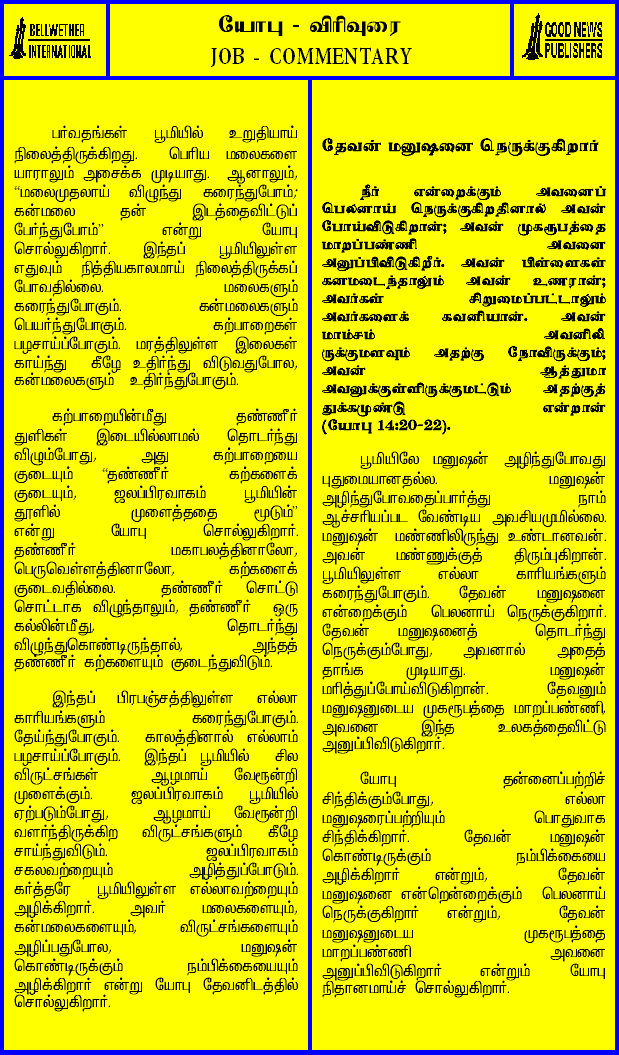 BELLWETHER
INTERNATIONAL
யோபு - விரிவுரை
JOB - COMMENTARY
GOOD NEWS
PUBLISHERS
பர்வதங்கள் பூமியில் உறுதியாய்
நிலைத்திருக்கிறது. பெரிய மலைகளை
யாராலும் அசைக்க முடியாது. ஆனாலும்,
“மலைமுதலாய் விழுந்து கரைந்துபோம்;
கன்மலை தன் இடத்தைவிட்டுப்
பேர்ந்துபோம்” என்று யோபு
சொல்லுகிறார். இந்தப் பூமியிலுள்ள
எதுவும் நித்தியகாலமாய் நிலைத்திருக்கப்
போவதில்லை. மலைகளும்
கரைந்துபோகும். கன்மலைகளும்
பெயர்ந்துபோகும். கற்பாறைகள்
பழசாய்ப்போகும். மரத்திலுள்ள இலைகள்
காய்ந்து கீழே உதிர்ந்து விடுவதுபோல,
கன்மலைகளும் உதிர்ந்துபோகும்.
கற்பாறையின்மீது தண்ணீர்
துளிகள் இடையில்லாமல் தொடர்ந்து
விழும்போது, அது கற்பாறையை
குடையும் “தண்ணீர் கற்களைக்
குடையும், ஜலப்பிரவாகம் பூமியின்
தூளில் முளைத்ததை மூடும்”
என்று யோபு சொல்லுகிறார்.
தண்ணீர் மகாபலத்தினாலோ,
பெருவெள்ளத்தினாலோ, கற்களைக்
குடைவதில்லை. தண்ணீர் சொட்டு
சொட்டாக விழுந்தாலும், தண்ணீர் ஒரு
கல்லின்மீது, தொடர்ந்து
விழுந்துகொண்டிருந்தால், அந்தத்
தண்ணீர் கற்களையும் குடைந்துவிடும்.
இந்தப் பிரபஞ்சத்திலுள்ள எல்லா
காரியங்களும் கரைந்துபோகும்.
தேய்ந்துபோகும். காலத்தினால் எல்லாம்
பழசாய்ப்போகும். இந்தப் பூமியில் சில
விருட்சங்கள் ஆழமாய் வேரூன்றி
முளைக்கும். ஜலப்பிரவாகம் பூமியில்
ஏற்படும்போது, ஆழமாய் வேரூன்றி
வளர்ந்திருக்கிற விருட்சங்களும் கீழே
சாய்ந்துவிடும். ஜலப்பிரவாகம்
சகலவற்றையும் அழித்துப்போடும்.
கர்த்தரே பூமியிலுள்ள எல்லாவற்றையும்
அழிக்கிறார். அவர் மலைகளையும்,
கன்மலைகளையும், விருட்சங்களையும்
அழிப்பதுபோல, மனுஷன்
கொண்டிருக்கும் நம்பிக்கையையும்
அழிக்கிறார் என்று யோபு தேவனிடத்தில்
சொல்லுகிறார்.
தேவன் மனுஷனை நெருக்குகிறார்
நீர் என்றைக்கும் அவனைப்
பெலனாய் நெருக்குகிறதினால் அவன்
போய்விடுகிறான்; அவன் முகரூபத்தை
மாறப்பண்ணி அவனை
அனுப்பிவிடுகிறீர். அவன் பிள்ளைகள்
கனமடைந்தாலும் அவன் உணரான்;
அவர்கள் சிறுமைப்பட்டாலும்
அவர்களைக் கவனியான். அவன்
மாம்சம் அவனிலி
ருக்குமளவும் அதற்கு நோவிருக்கும்;
அவன் ஆத்துமா
அவனுக்குள்ளிருக்குமட்டும் அதற்குத்
துக்கமுண்டு என்றான்
(யோபு 14:20-22).
பூமியிலே மனுஷன் அழிந்துபோவது
புதுமையானதல்ல. மனுஷன்
அழிந்துபோவதைப்பார்த்து நாம்
ஆச்சரியப்பட வேண்டிய அவசியமுமில்லை.
மனுஷன் மண்ணிலிருந்து உண்டானவன்.
அவன் மண்ணுக்குத் திரும்புகிறான்.
பூமியிலுள்ள எல்லா காரியங்களும்
கரைந்துபோகும். தேவன் மனுஷனை
என்றைக்கும் பெலனாய் நெருக்குகிறார்.
தேவன் மனுஷனைத் தொடர்ந்து
நெருக்கும்போது, அவனால் அதைத்
தாங்க முடியாது. மனுஷன்
மரித்துப்போய்விடுகிறான். தேவனும்
மனுஷனுடைய முகரூபத்தை மாறப்பண்ணி,
அவனை இந்த உலகத்தைவிட்டு
அனுப்பிவிடுகிறார்.
யோபு தன்னைப்பற்றிச்
சிந்திக்கும்போது, எல்லா
மனுஷரைப்பற்றியும் பொதுவாக
சிந்திக்கிறார். தேவன் மனுஷன்
கொண்டிருக்கும் நம்பிக்கையை
அழிக்கிறார் என்றும், தேவன்
மனுஷனை என்றென்றைக்கும் பெலனாய்
நெருக்குகிறார் என்றும், தேவன்
மனுஷனுடைய முகரூபத்தை
மாறப்பண்ணி அவனை
அனுப்பிவிடுகிறார் என்றும் யோபு
நிதானமாய்ச் சொல்லுகிறார்.